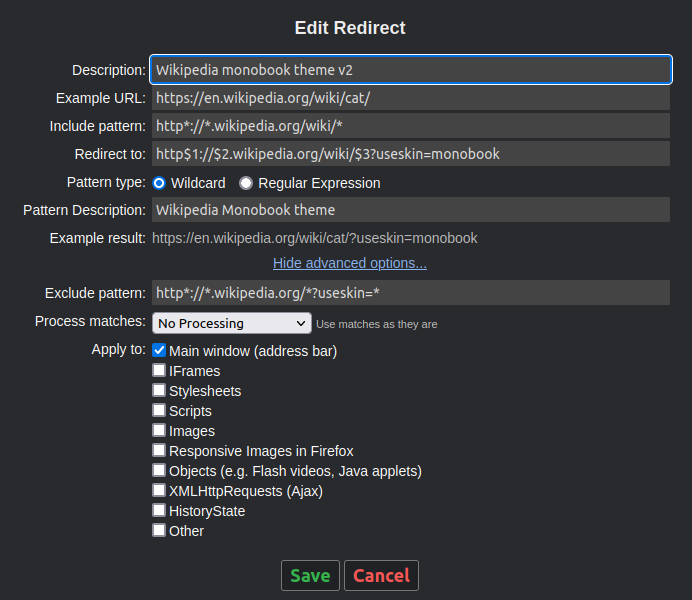 Edit Redirect
Description: Wikipedia monobook theme v2
Example URL: https://en.wikipedia.org/wiki/cat/
Include pattern: http*://*.wikipedia.org/wiki/*
Redirect to: http$1://$2.wikipedia.org/wiki/$3?useskin=monobook
Pattern type: Wildcard Regular Expression
Pattern Description: Wikipedia Monobook theme
Example result: https://en.wikipedia.org/wiki/cat/?useskin=monobook
Hide advanced options...
Exclude pattern: http*://*.wikipedia.org/*?useskin=*
Process matches: No Processing Use matches as they are
Apply to: Main window (address bar)
IFrames
Stylesheets
Scripts
Images
Responsive Images in Firefox
Objects (e.g. Flash videos, Java applets)
XMLHttpRequests (Ajax)
HistoryState
Other
Save Cancel